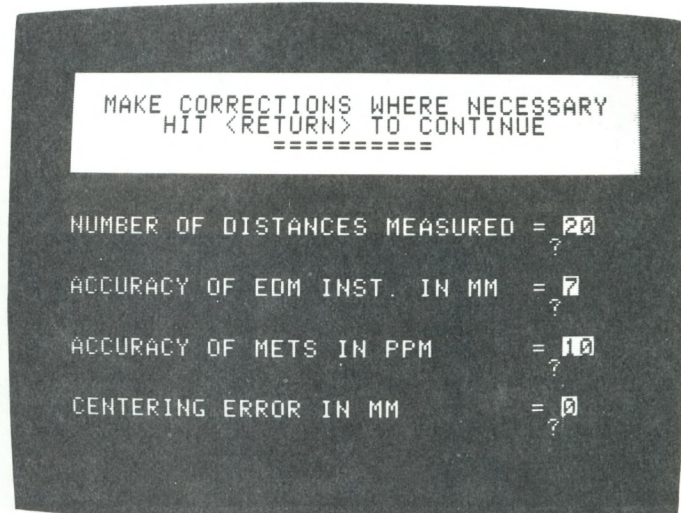 MAKE CORRECTIONS WHERE NECESSARY
HIT <RETURN> TO CONTINUE
==========
NUMBER OF DISTANCES MEASURED = 20
?
ACCURACY OF EDM INST. IN MM = 7
?
ACCURACY OF METS IN PPM = 10
?
CENTERING ERROR IN MM = 0
?